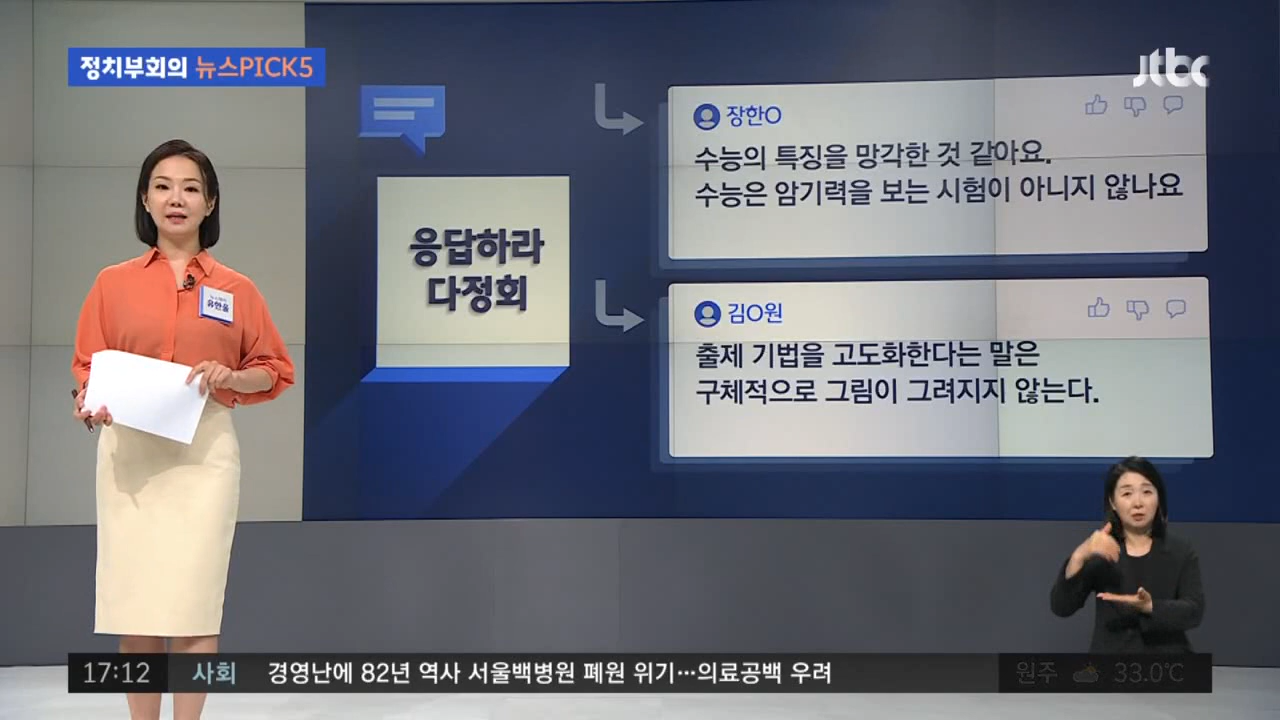 정치부회의 뉴스PICK5
jtbc
장한O
수능의 특징을 망각한 것 같아요.
수능은 암기력을 보는 시험이 아니지 않나요
응답하라
다정회
유한울
김O원
출제 기법을 고도화한다는 말은
구체적으로 그림이 그려지지 않는다.
17:12 사회 경영난에 82년 역사 서울백병원 폐원 위기…의료공백 우려 원주 33.0℃